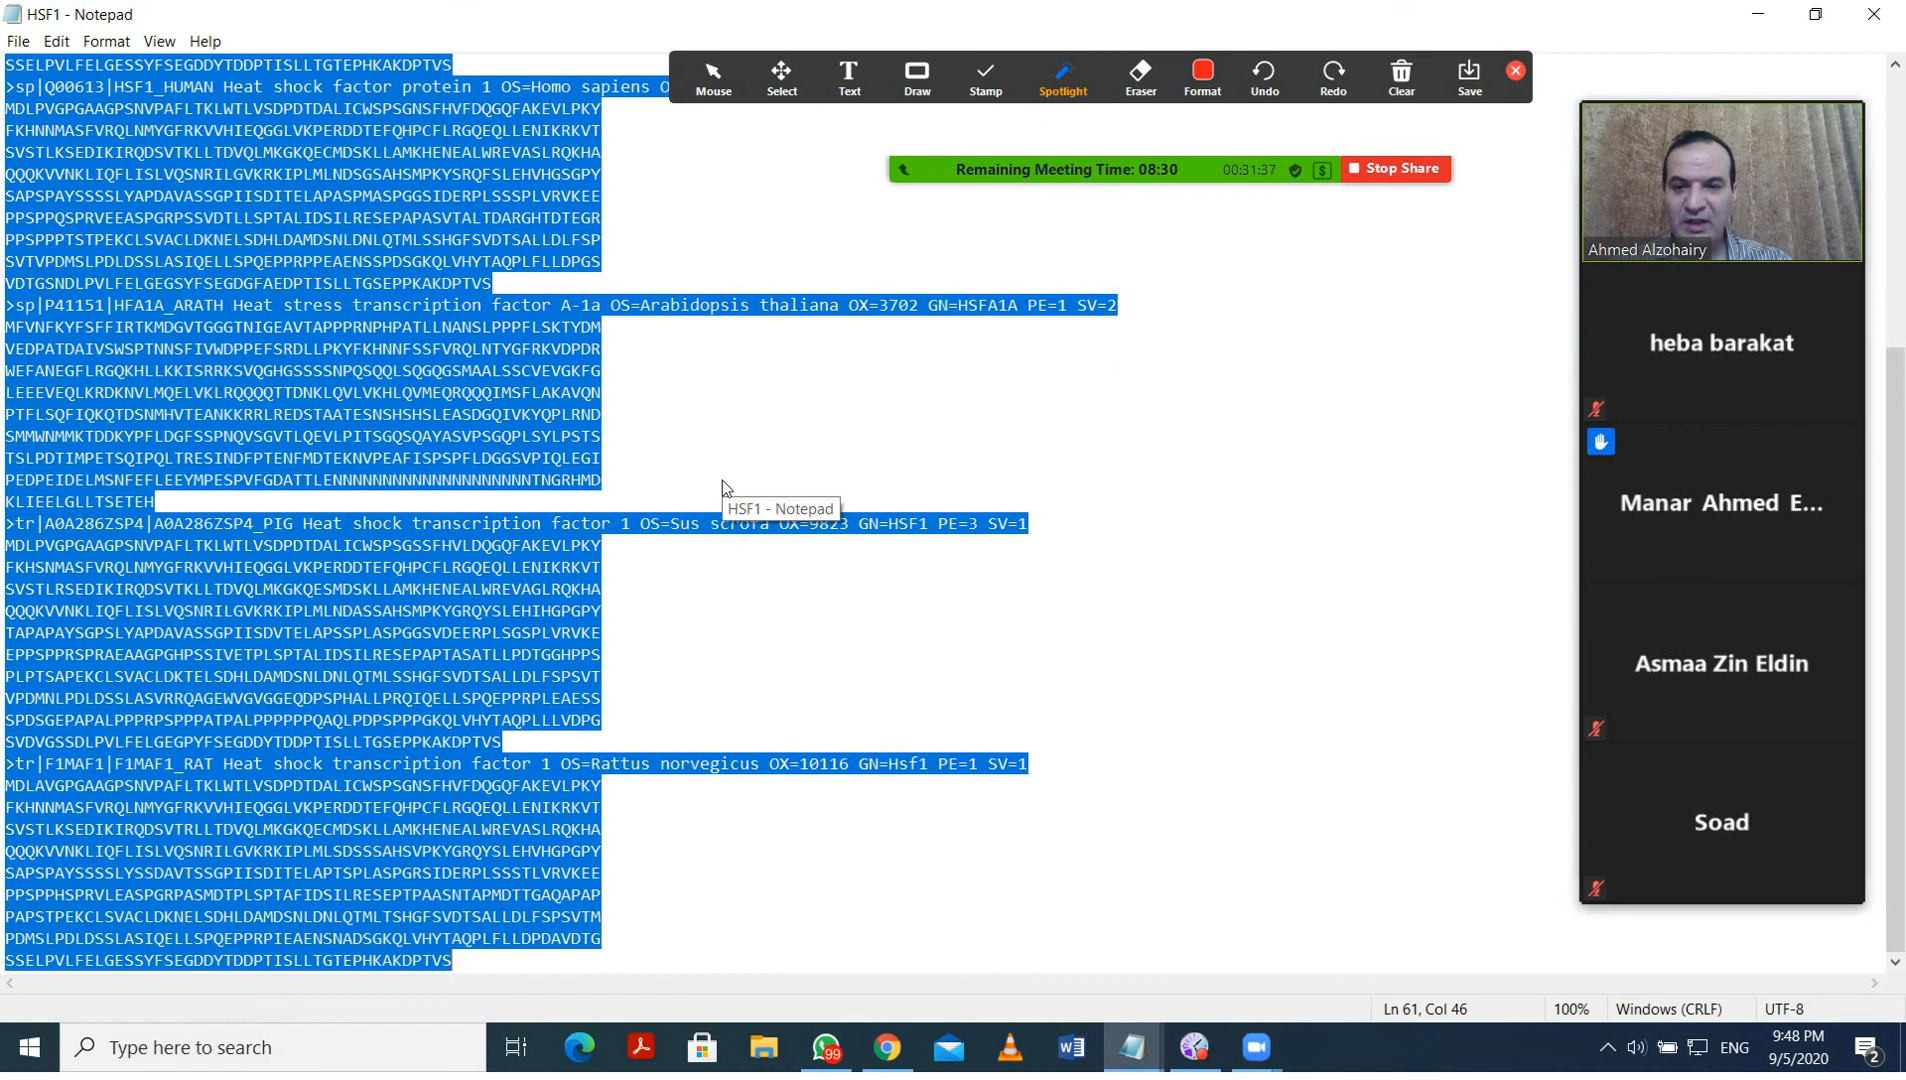 HSF1 - Notepad
File Edit Format View Help
SSELPVLFELGESSYFSEGDDYTDDPTISLLTGTEPHKAKDPTVS
>sp|Q00613|HSF1_HUMAN Heat shock factor protein 1 OS=Homo sapiens O
MDLPVGPGAAGPSNVPAFLTKLWTLVSDPDTDALICWSPSGNSFHVFDQGQFAKEVLPKY
FKHNNMASFVRQLNMYGFRKVVHIEQGGLVKPERDDTEFQHPCFLRGQEQLLENIKRKVT
SVSTLKSEDIKIRQDSVTKLLTDVQLMKGKQECMDSKLLAMKHENEALWREVASLRQKHA
QQQKVVNKLIQFLISLVQSNRILGVKRKIPLMLNDSGSAHSMPKYSRQFSLEHVHGSGPY
SAPSPAYSSSSLYAPDAVASSGPIISDITELAPASPMASPGGSIDERPLSSSPLVRVKEE
PPSPPQSPRVEEASPGRPSSVDTLLSPTALIDSILRESEPAPASVTALTDARGHTDTEGR
PPSPPPTSTPEKCLSVACLDKNELSDHLDAMDSNLDNLQTMLSSHGFSVDTSALLDLFSP
SVTVPDMSLPDLDSSLASIQELLSPQEPPRPPEAENSSPDSGKQLVHYTAQPLFLLDPGS
VDTGSNDLPVLFELGEGSYFSEGDGFAEDPTISLLTGSEPPKAKDPTVS
>sp|P41151|HFA1A_ARATH Heat stress transcription factor A-1a OS=Arabidopsis thaliana OX=3702 GN=HSFA1A PE=1 SV=2
MFVNFKYFSFFIRTKMDGVTGGGTNIGEAVTAPPPRNPHPATLLNANSLPPPFLSKTYDM
VEDPATDAIVSWSPTNNSFIVWDPPEFSRDLLPKYFKHNNFSSFVRQLNTYGFRKVDPDR
WEFANEGFLRGQKHLLKKISRRKSVQGHGSSSSNPQSQQLSQGQGSMAALSSCVEVGKFG
LEEEVEQLKRDKNVLMQELVKLRQQQQTTDNKLQVLVKHLQVMEQRQQQIMSFLAKAVQN
PTFLSQFIQKQTDSNMHVTEANKKRRLREDSTAATESNSHSHSLEASDGQIVKYQPLRND
SMMWNMMKTDDKYPFLDGFSSPNQVSGVTLQEVLPITSGQSQAYASVPSGQPLSYLPSTS
TSLPDTIMPETSQIPQLTRESINDFPTENFMDTEKNVPEAFISPSPFLDGGSVPIQLEGI
PEDPEIDELMSNFEFLEEYMPESPVFGDATTLENNNNNNNNNNNNNNNNNNNNTNGRHMD
KLIEELGLLTSETEH
>tr|A0A286ZSP4|A0A286ZSP4_PIG Heat shock transcription factor 1 OS=Sus scrofa OX=9823 GN=HSF1 PE=3 SV=1
MDLPVGPGAAGPSNVPAFLTKLWTLVSDPDTDALICWSPSGSSFHVLDQGQFAKEVLPKY
FKHSNMASFVRQLNMYGFRKVVHIEQGGLVKPERDDTEFQHPCFLRGQEQLLENIKRKVT
SVSTLRSEDIKIRQDSVTKLLTDVQLMKGKQESMDSKLLAMKHENEALWREVAGLRQKHA
QQQKVVNKLIQFLISLVQSNRILGVKRKIPLMLNDASSAHSMPKYGRQYSLEHIHGPGPY
TAPAPAYSGPSLYAPDAVASSGPIISDVTELAPSSPLASPGGSVDEERPLSGSPLVRVKE
EPPSPPRSPRAEAAGPGHPSSIVETPLSPTALIDSILRESEPAPTASATLLPDTGGHPPS
PLPTSAPEKCLSVACLDKTELSDHLDAMDSNLDNLQTMLSSHGFSVDTSALLDLFSPSVT
VPDMNLPDLDSSLASVRRQAGEWVGVGGEQDPSPHALLPRQIQELLSPQEPPRPLEAESS
SPDSGEPAPALPPPRPSPPPATPALPPPPPPQAQLPDPSPPPGKQLVHYTAQPLLLVDPG
SVDVGSSDLPVLFELGEGPYFSEGDDYTDDPTISLLTGSEPPKAKDPTVS
>tr|F1MAF1|F1MAF1_RAT Heat shock transcription factor 1 OS=Rattus norvegicus OX=10116 GN=Hsf1 PE=1 SV=1
MDLAVGPGAAGPSNVPAFLTKLWTLVSDPDTDALICWSPSGNSFHVFDQGQFAKEVLPKY
FKHNNMASFVRQLNMYGFRKVVHIEQGGLVKPERDDTEFQHPCFLRGQEQLLENIKRKVT
SVSTLKSEDIKIRQDSVTRLLTDVQLMKGKQECMDSKLLAMKHENEALWREVASLRQKHA
QQQKVVNKLIQFLISLVQSNRILGVKRKIPLMLSDSSSAHSVPKYGRQYSLEHVHGPGPY
SAPSPAYSSSSLYSSDAVTSSGPIISDITELAPTSPLASPGRSIDERPLSSSTLVRVKEE
PPSPPHSPRVLEASPGRPASMDTPLSPTAFIDSILRESEPTPAASNTAPMDTTGAQAPAP
PAPSTPEKCLSVACLDKNELSDHLDAMDSNLDNLQTMLTSHGFSVDTSALLDLFSPSVTM
PDMSLPDLDSSLASIQELLSPQEPPRPIEAENSNADSGKQLVHYTAQPLFLLDPDAVDTG
SSELPVLFELGESSYFSEGDDYTDDPTISLLTGTEPHKAKDPTVS
HSF1 - Notepad
Mouse Select Text Draw Stamp Spotlight Eraser Format Undo Redo Clear Save
Remaining Meeting Time: 08:30 00:31:37 Stop Share
Ahmed Alzohairy
heba barakat
Manar Ahmed E...
Asmaa Zin Eldin
Soad
Ln 61, Col 46 100% Windows (CRLF) UTF-8
Type here to search
99
ENG
9:48 PM
9/5/2020
2